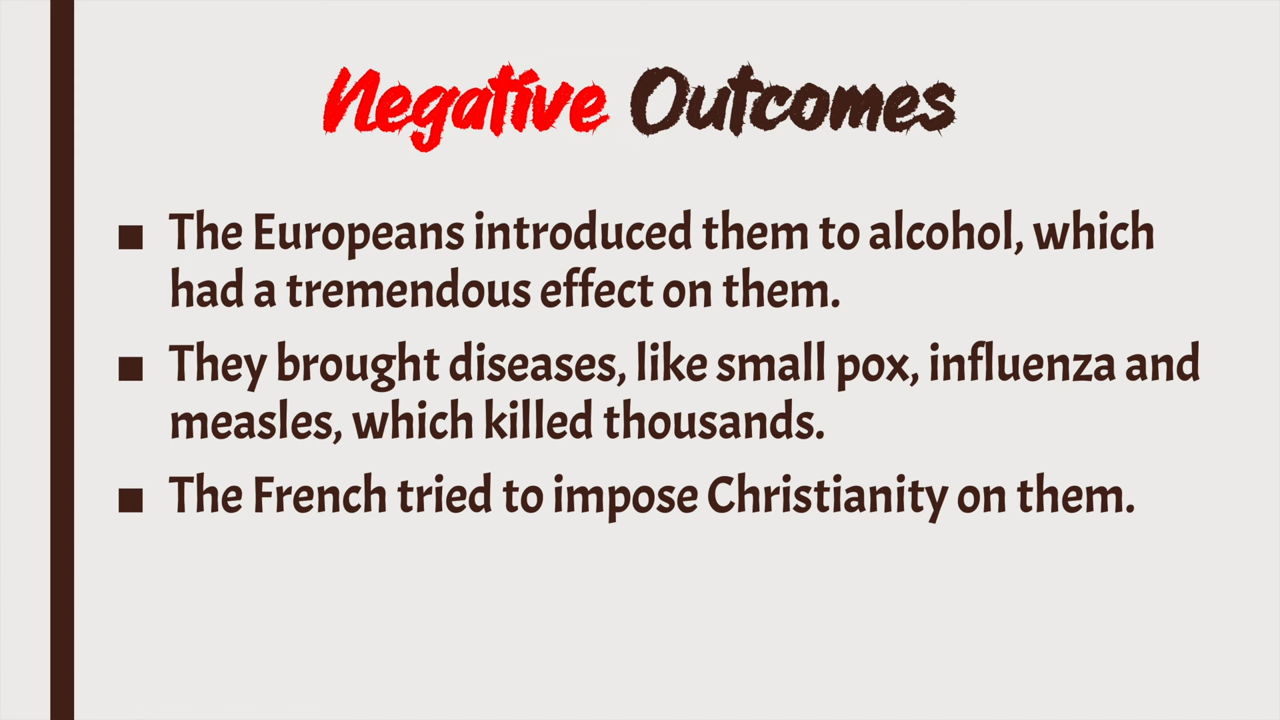 Negative Outcomes
■ The Europeans introduced them to alcohol, which
had a tremendous effect on them.
■ They brought diseases, like small pox, influenza and
measles, which killed thousands.
■ The French tried to impose Christianity on them.